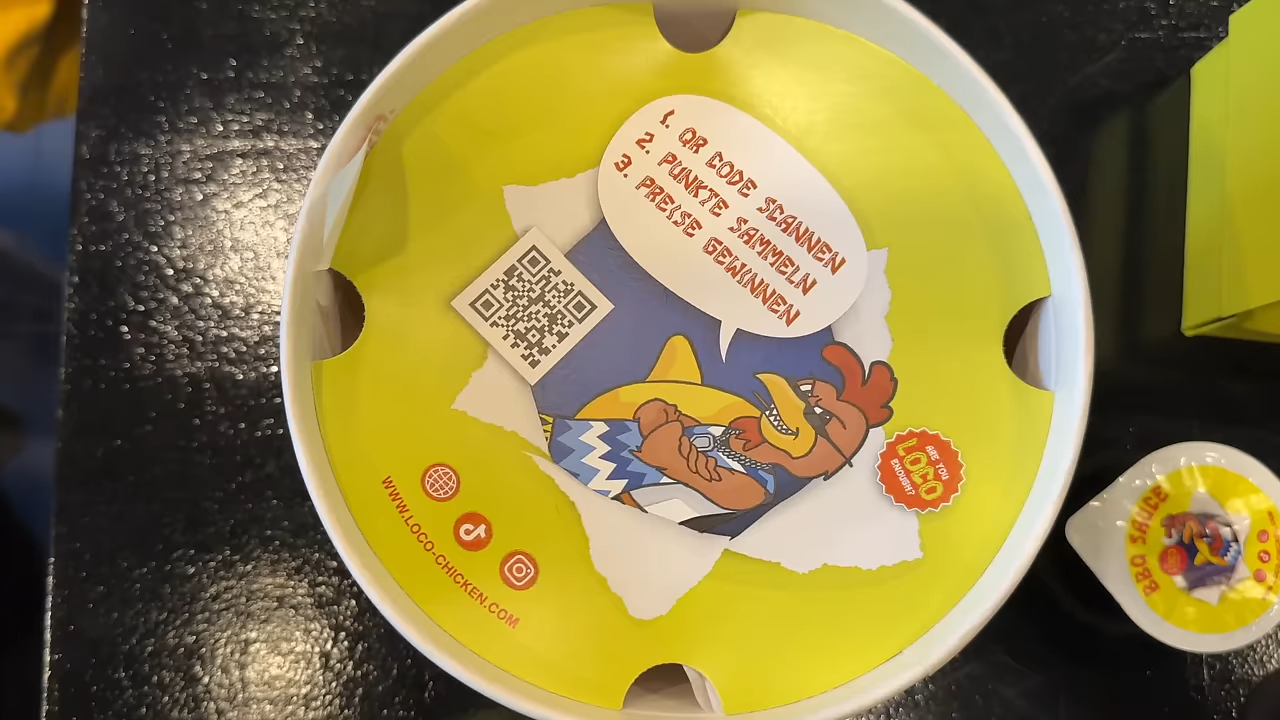 1. QR CODE SCANNEN
2. PUNKTE SAMMELN
3. PREISE GEWINNEN
ARE YOU
LOCO
ENOUGH?
WWW.LOCO-CHICKEN.COM
BBQ SAUCE